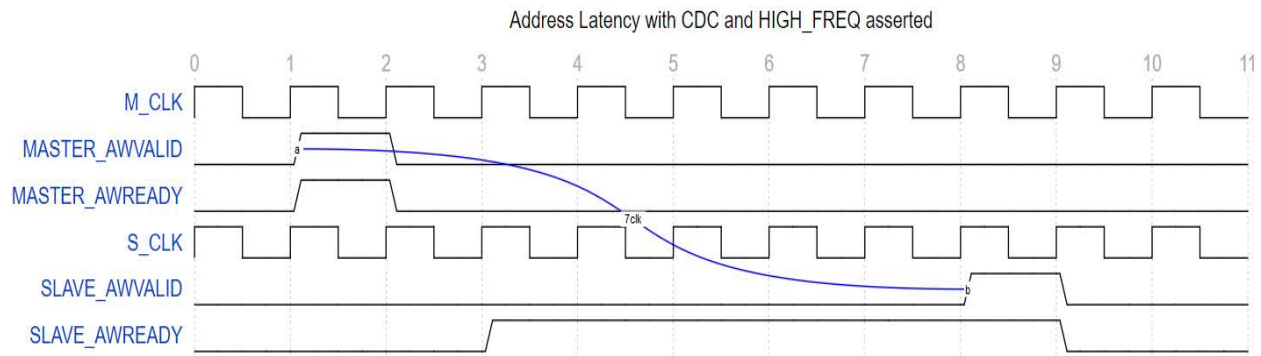 Address Latency with CDC and HIGH_FREQ asserted
0 1 2 3 4 5 6 7 8 9 10 11
M_CLK
MASTER_AWVALID a
MASTER_AWREADY
7clk
S_CLK
SLAVE_AWVALID b
SLAVE_AWREADY